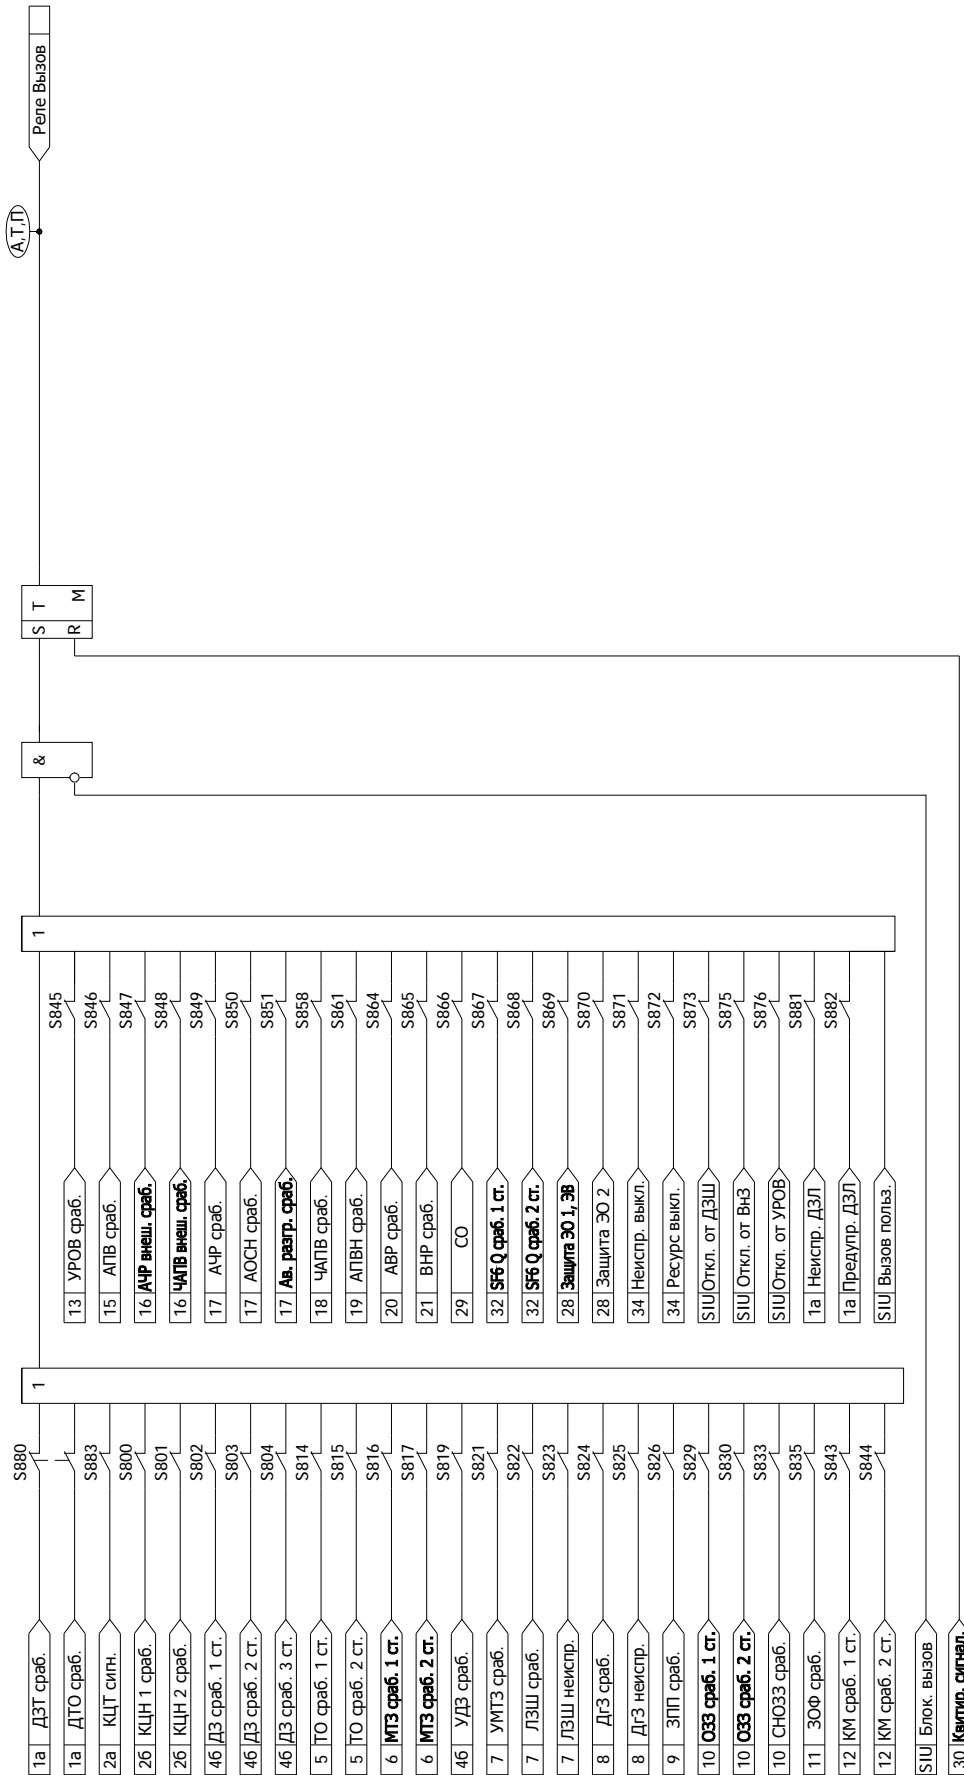 Реле Вызов
А,Т,П
S T
R M
&
1
1
S845
S846
S847
S848
S849
S850
S851
S858
S861
S864
S865
S866
S867
S868
S869
S870
S871
S872
S873
S875
S876
S881
S882
13 УРОВ сраб.
15 АПВ сраб.
16 АЧР внеш. сраб.
16 ЧАПВ внеш. сраб.
17 АЧР сраб.
17 АОСН сраб.
17 Ав. разгр. сраб.
18 ЧАПВ сраб.
19 АПВН сраб.
20 АВР сраб.
21 ВНР сраб.
29 СО
32 SF6 Q сраб. 1 ст.
32 SF6 Q сраб. 2 ст.
28 Защита ЭО 1, ЭВ
28 Защита ЭО 2
34 Неиспр. выкл.
34 Ресурс выкл.
SIU Откл. от ДЗШ
SIU Откл. от ВнЗ
SIU Откл. от УРОВ
1а Неиспр. ДЗЛ
1а Предупр. ДЗЛ
SIU Вызов польз.
S880
S883
S800
S801
S802
S803
S804
S814
S815
S816
S817
S819
S821
S822
S823
S824
S825
S826
S829
S830
S833
S835
S843
S844
1а ДЗТ сраб.
1а ДТО сраб.
2а КЦТ сигн.
2б КЦН 1 сраб.
2б КЦН 2 сраб.
4б ДЗ сраб. 1 ст.
4б ДЗ сраб. 2 ст.
4б ДЗ сраб. 3 ст.
5 ТО сраб. 1 ст.
5 ТО сраб. 2 ст.
6 МТЗ сраб. 1 ст.
6 МТЗ сраб. 2 ст.
4б УДЗ сраб.
7 УМТЗ сраб.
7 ЛЗШ сраб.
7 ЛЗШ неиспр.
8 ДгЗ сраб.
8 ДгЗ неиспр.
9 ЗПП сраб.
10 ОЗЗ сраб. 1 ст.
10 ОЗЗ сраб. 2 ст.
10 СНОЗЗ сраб.
11 ЗОФ сраб.
12 КМ сраб. 1 ст.
12 КМ сраб. 2 ст.
SIU Блок. вызов
30 Квитир. сигнал.